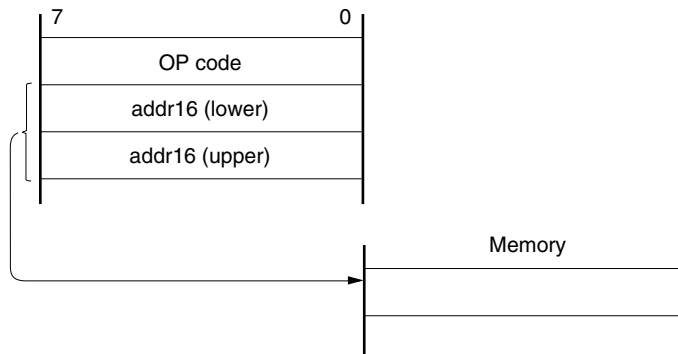 7 0
OP code
addr16 (lower)
addr16 (upper)
Memory